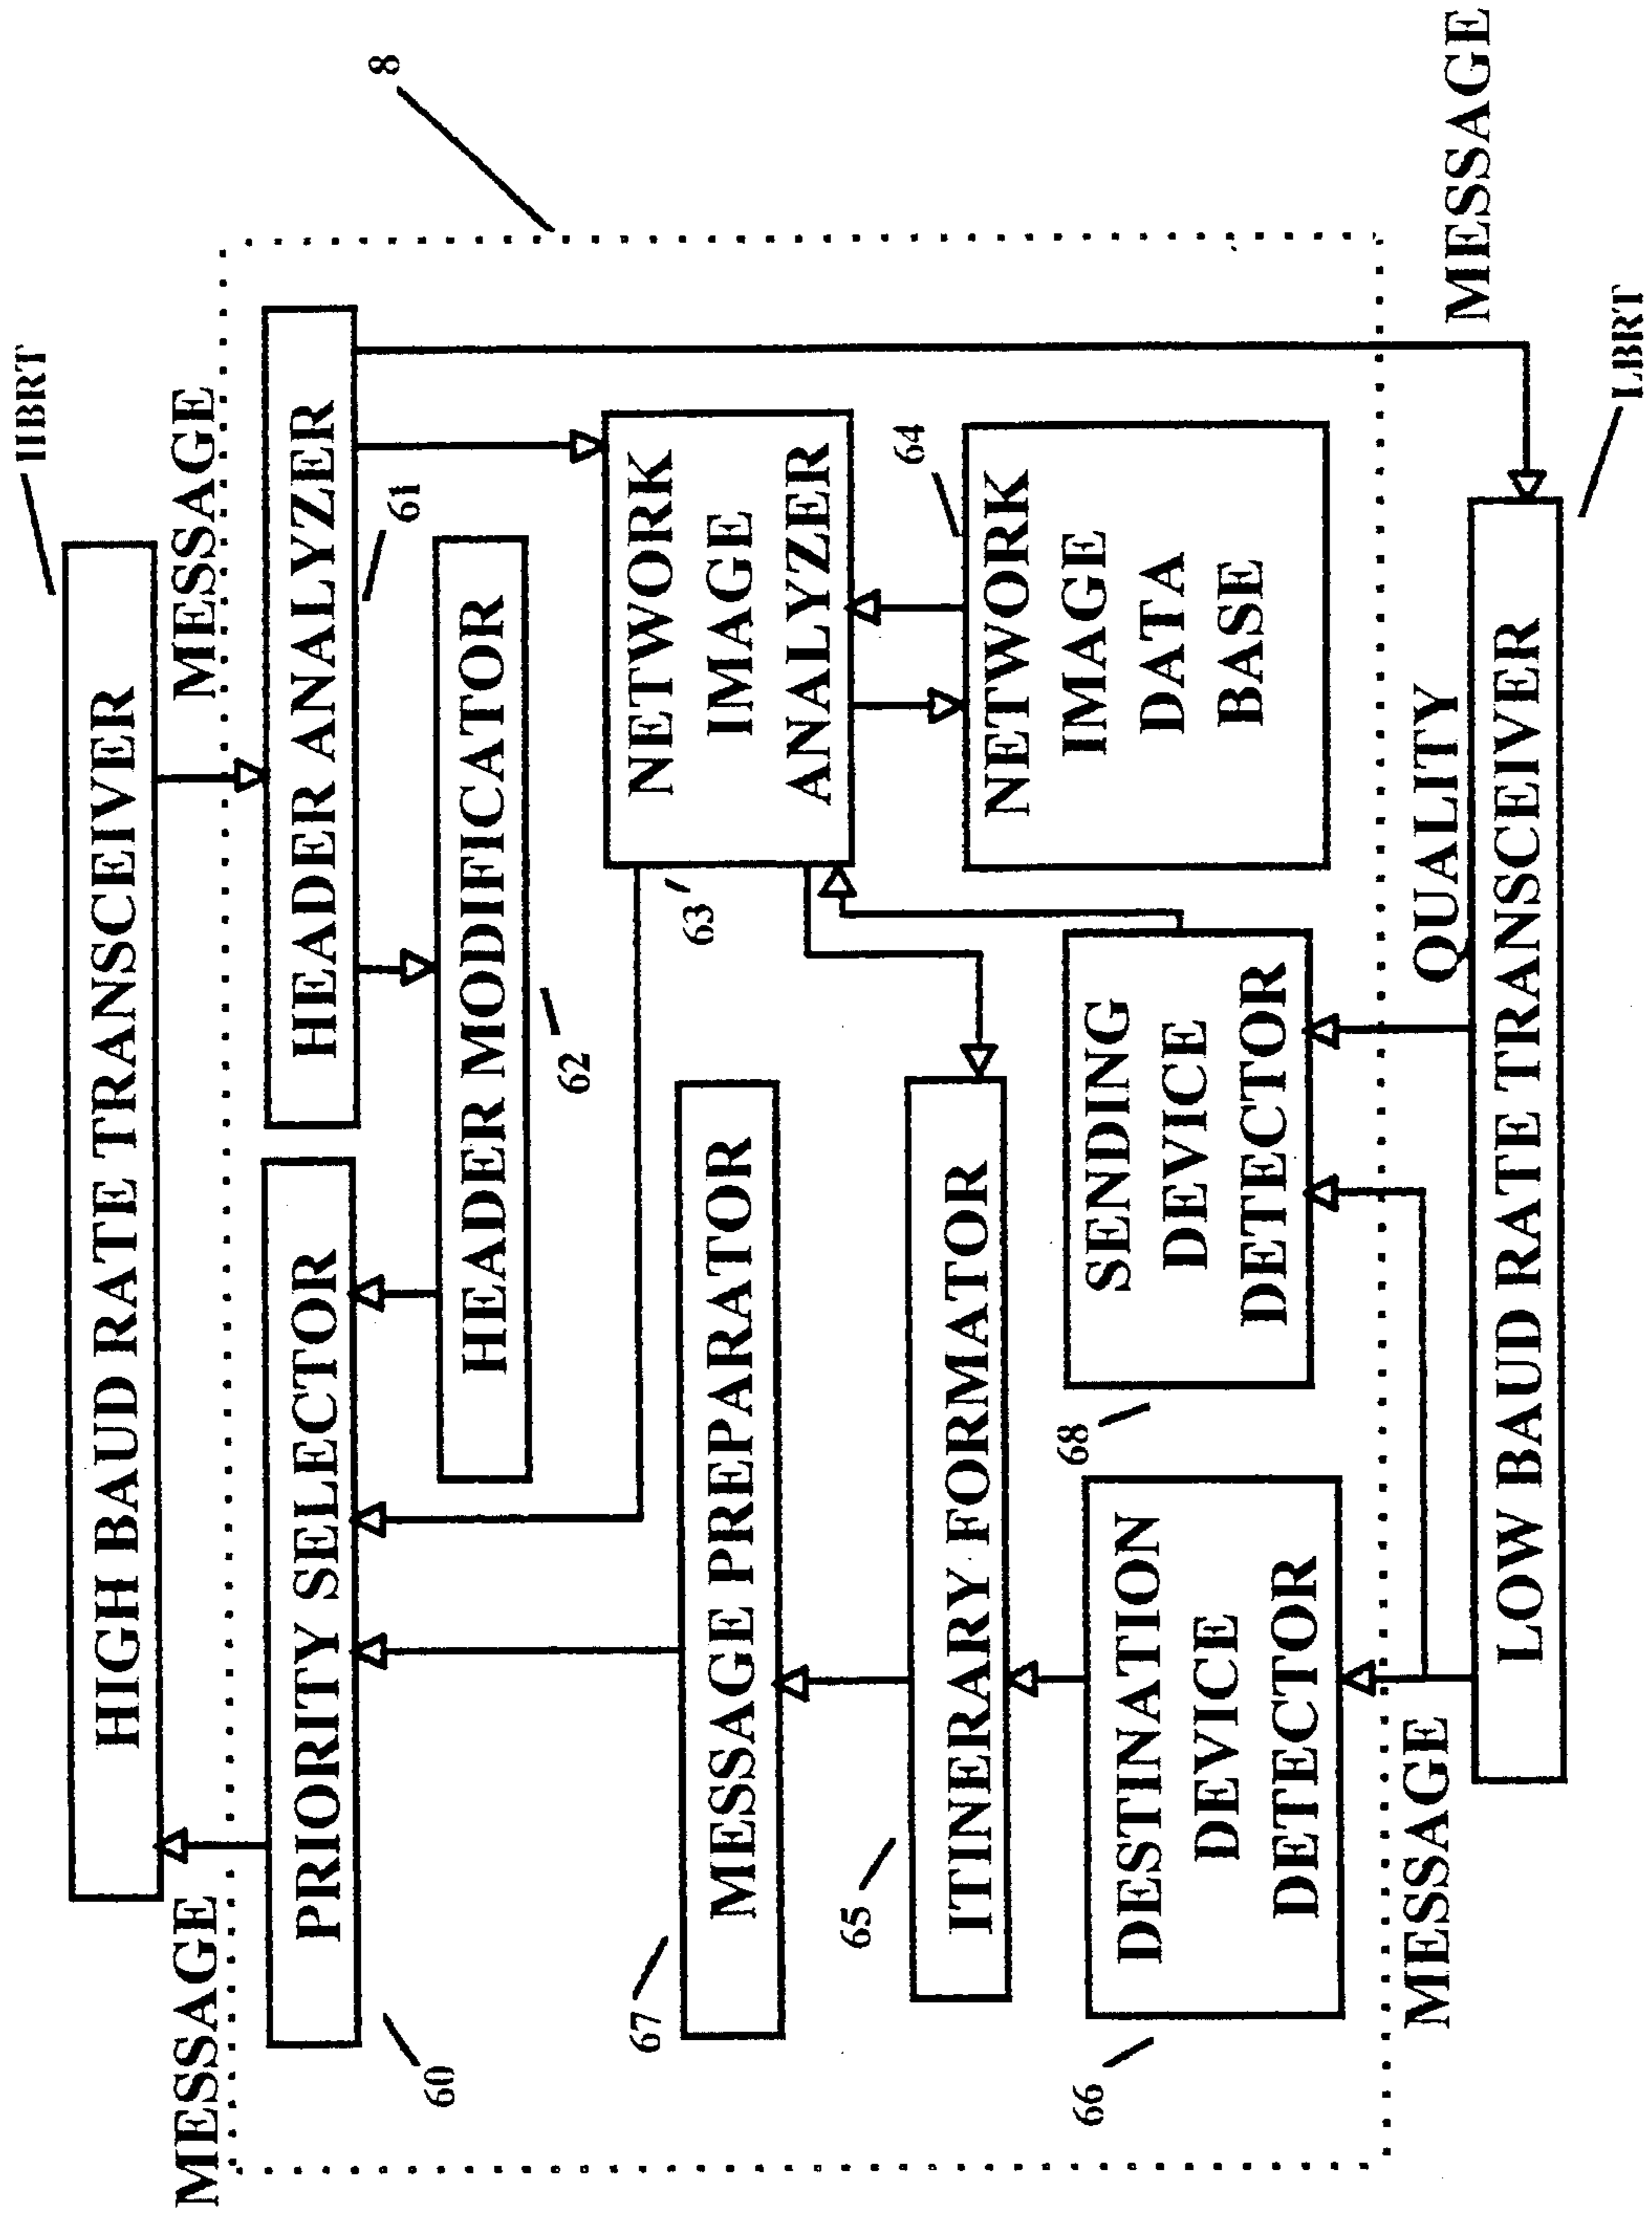 HBRT
HIGH BAUD RATE TRANSCEIVER
MESSAGE
MESSAGE
8
PRIORITY SELECTOR
HEADER ANALYZER
60
61
HEADER MODIFICATOR
62
NETWORK
IMAGE
ANALYZER
63'
67
MESSAGE PREPARATOR
64
NETWORK
IMAGE
DATA
BASE
65
ITINERARY FORMATOR
68
SENDING
DEVICE
DETECTOR
66
DESTINATION
DEVICE
DETECTOR
MESSAGE
QUALITY
MESSAGE
LOW BAUD RATE TRANSCEIVER
LBRT